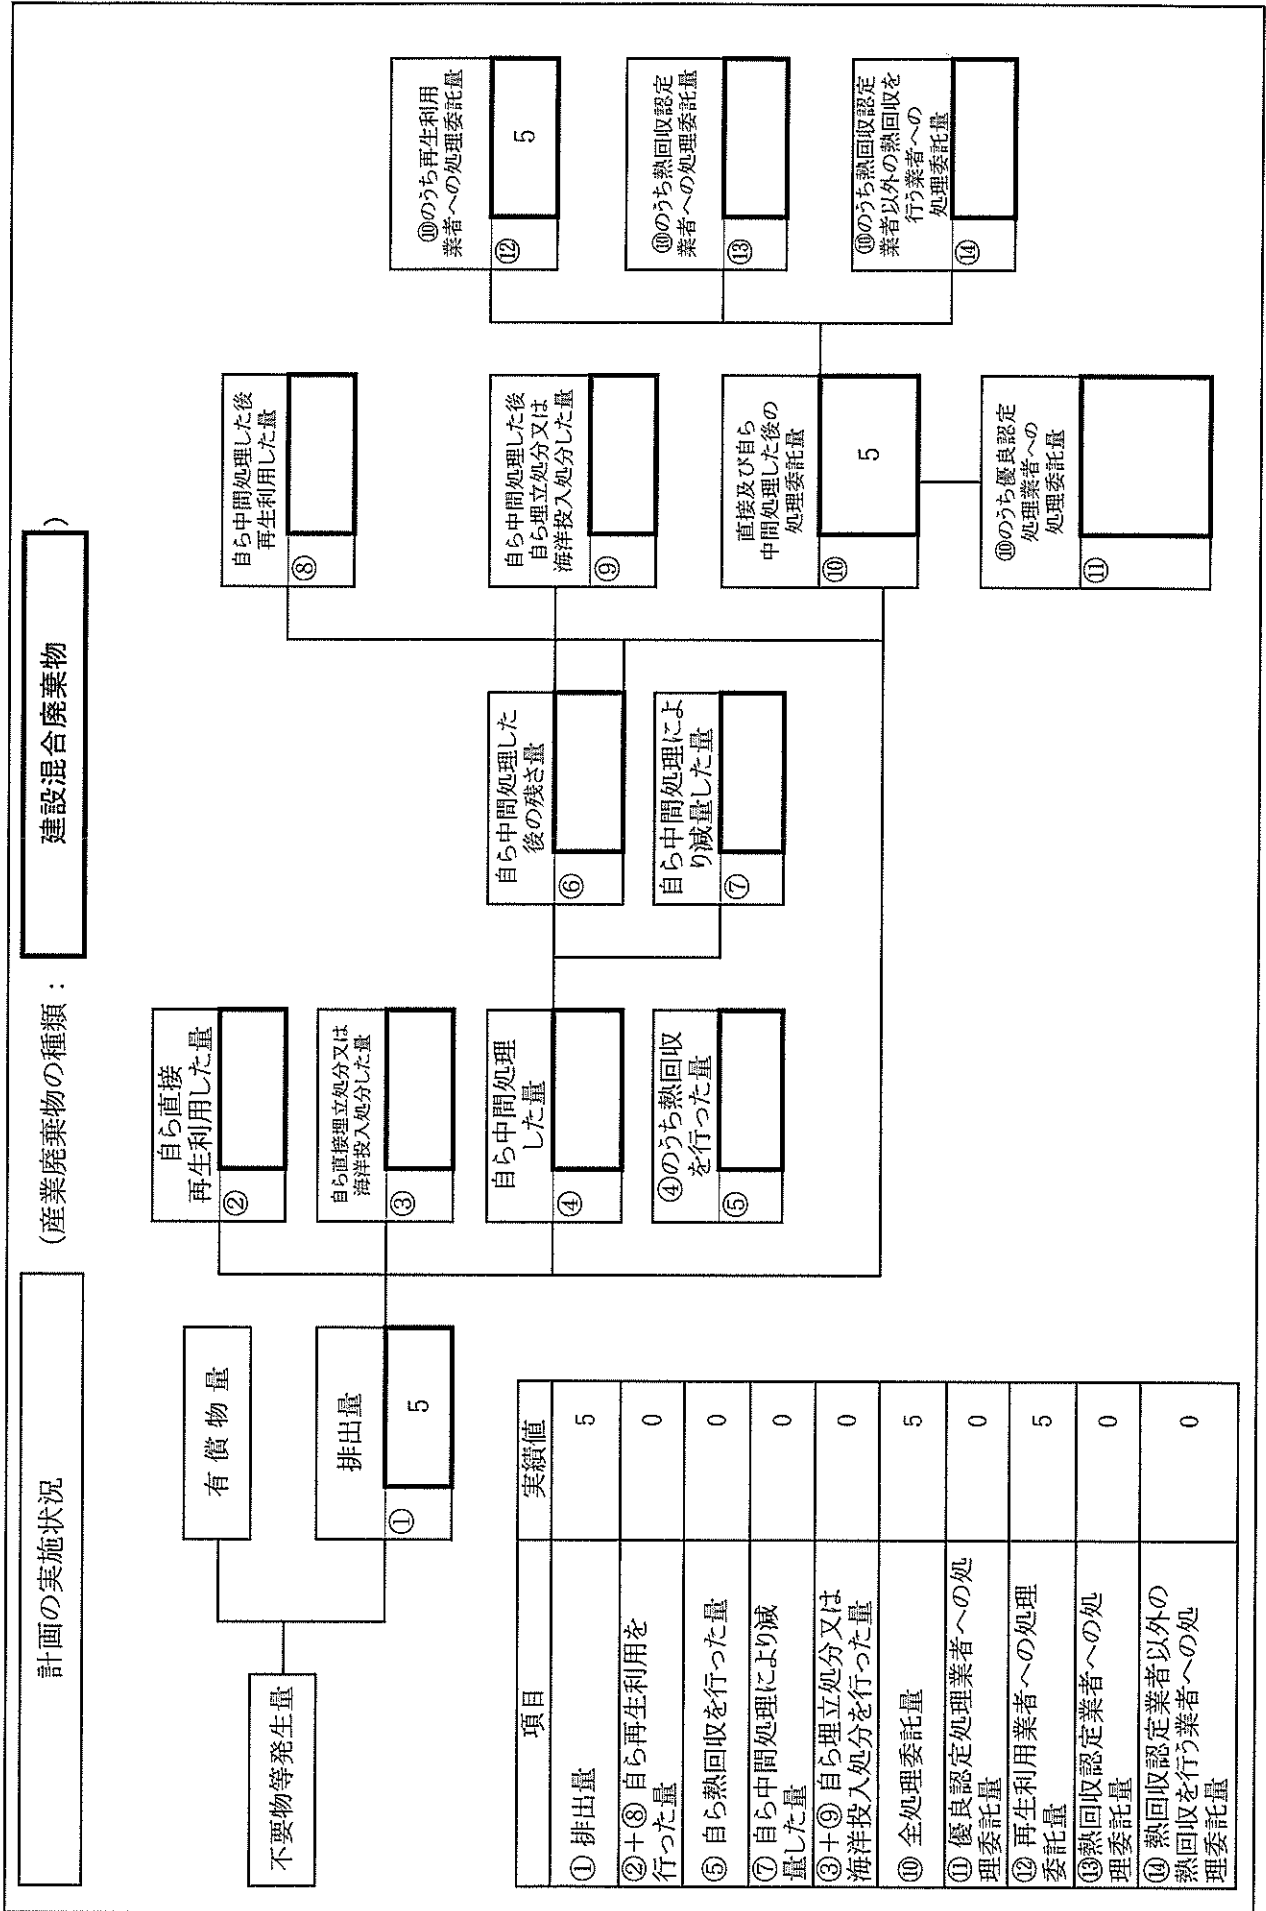 計画の実施状況
(産業廃棄物の種類:
建設混合廃棄物
)
不要物等発生量
有償物量
排出量
①
5
自ら直接
再生利用した量
②
自ら直接埋立処分又は
海洋投入処分した量
③
自ら中間処理
した量
④
④のうち熱回収
を行った量
⑤
自ら中間処理した
後の残さ量
⑥
自ら中間処理によ
り減量した量
⑦
自ら中間処理した後
再生利用した量
⑧
自ら中間処理した後
自ら埋立処分又は
海洋投入処分した量
⑨
直接及び自ら
中間処理した後の
処理委託量
⑩
5
⑩のうち優良認定
処理業者への
処理委託量
⑪
⑩のうち再生利用
業者への処理委託量
⑫
5
⑩のうち熱回収認定
業者への処理委託量
⑬
⑩のうち熱回収認定
業者以外の熱回収を
行う業者への
処理委託量
⑭
項目
実績値
① 排出量
5
②+⑧ 自ら再生利用を
行った量
0
⑤ 自ら熱回収を行った量
0
⑦ 自ら中間処理により減
量した量
0
③+⑨ 自ら埋立処分又は
海洋投入処分を行った量
0
⑩ 全処理委託量
5
⑪ 優良認定処理業者への処
理委託量
0
⑫ 再生利用業者への処理
委託量
5
⑬熱回収認定業者への処
理委託量
0
⑭ 熱回収認定業者以外の
熱回収を行う業者への処
理委託量
0